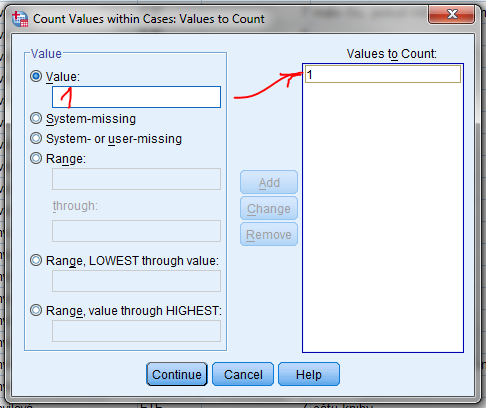 Count Values within Cases: Values to Count
Value
Value:
1
System-missing
System- or user-missing
Range:
through:
Range, LOWEST through value:
Range, value through HIGHEST:
Add
Change
Remove
Values to Count:
1
Continue
Cancel
Help